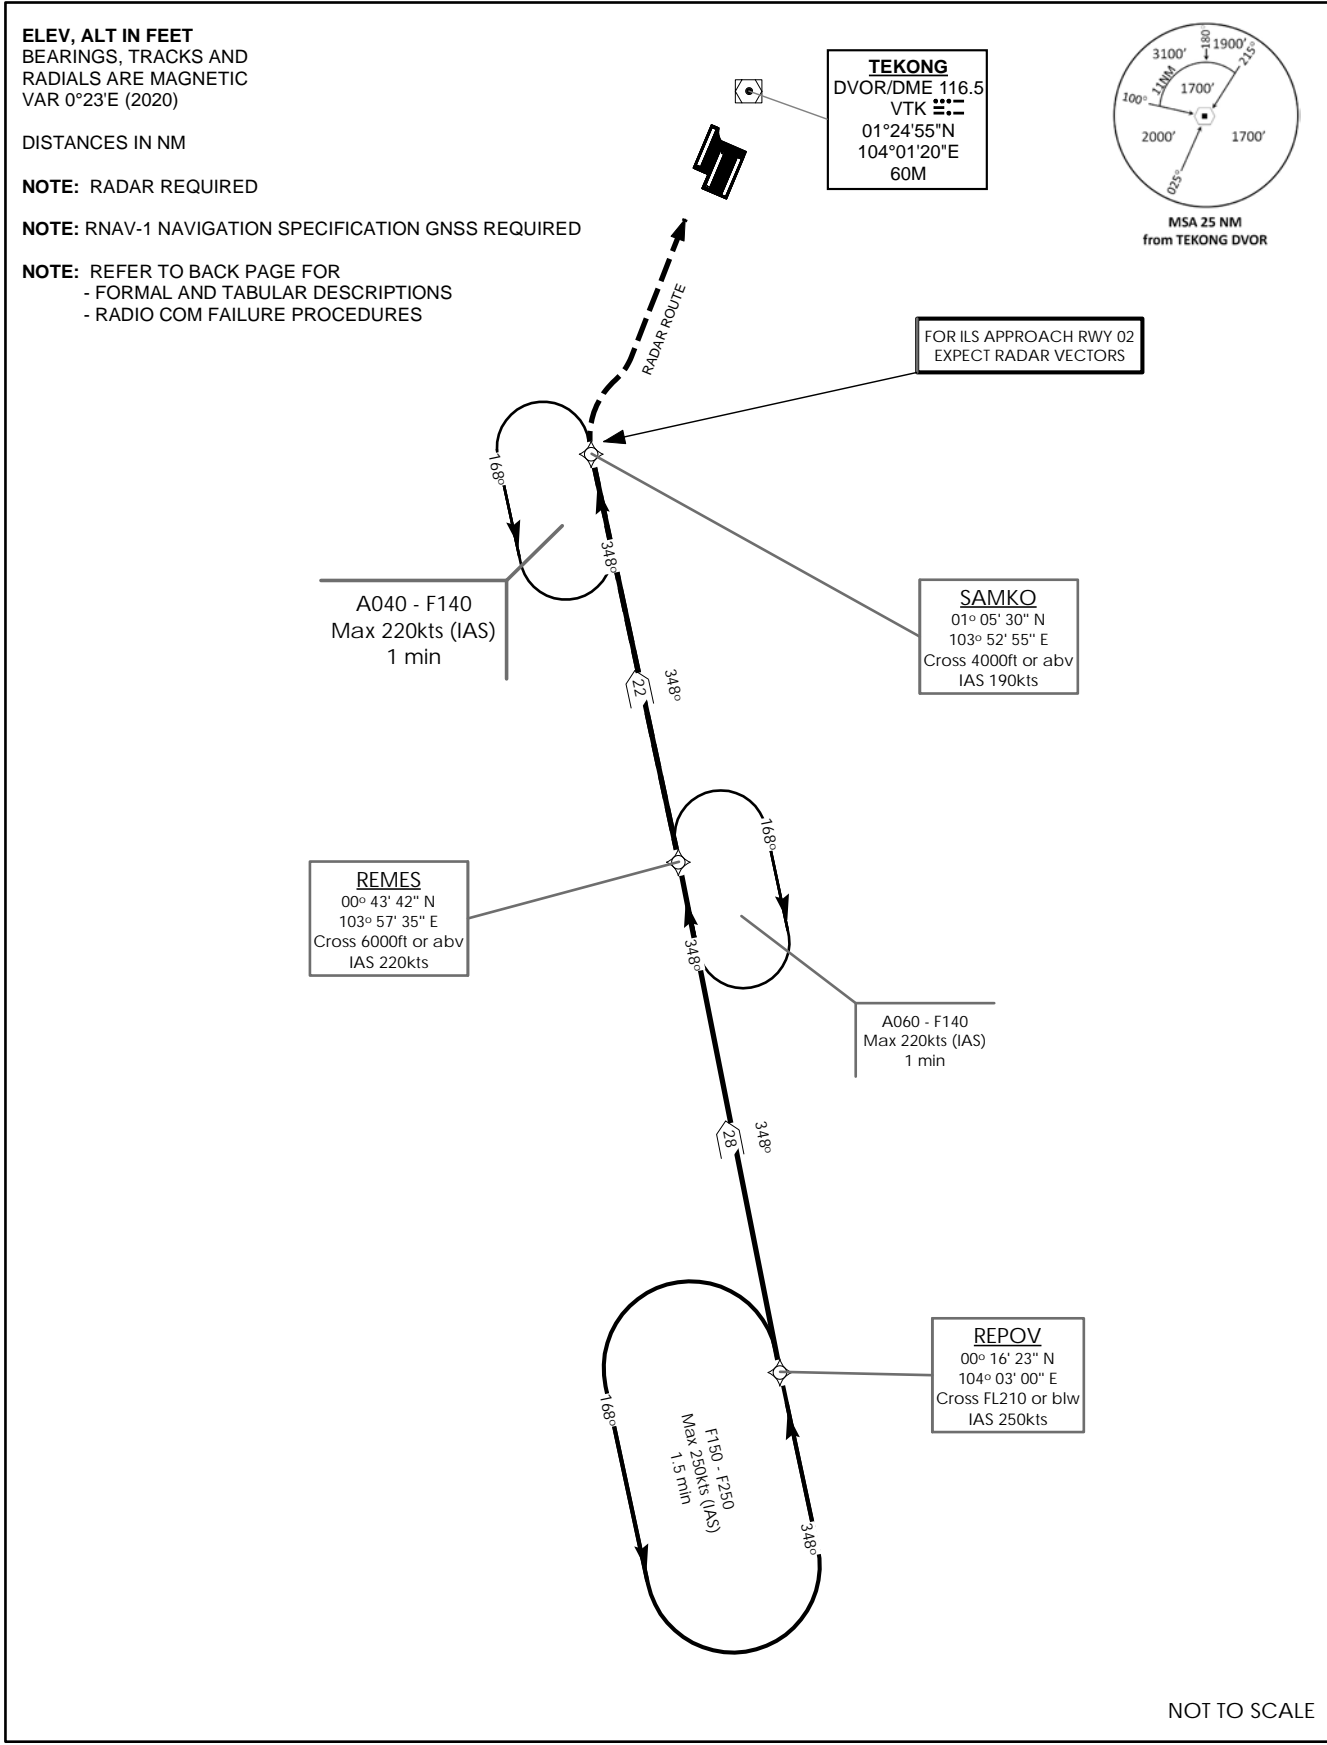 ELEV, ALT IN FEET
BEARINGS, TRACKS AND
RADIALS ARE MAGNETIC
VAR 0°23'E (2020)
DISTANCES IN NM
NOTE: RADAR REQUIRED
NOTE: RNAV-1 NAVIGATION SPECIFICATION GNSS REQUIRED
NOTE: REFER TO BACK PAGE FOR
- FORMAL AND TABULAR DESCRIPTIONS
- RADIO COM FAILURE PROCEDURES
TEKONG
DVOR/DME 116.5
VTK
01°24'55"N
104°01'20"E
60M
3100'
180°
1900'
215°
11NM
1700'
100°
2000'
1700'
025°
MSA 25 NM
from TEKONG DVOR
RADAR ROUTE
FOR ILS APPROACH RWY 02
EXPECT RADAR VECTORS
168°
348°
A040 - F140
Max 220kts (IAS)
1 min
SAMKO
01° 05' 30" N
103° 52' 55" E
Cross 4000ft or abv
IAS 190kts
22
348°
168°
REMES
00° 43' 42" N
103° 57' 35" E
Cross 6000ft or abv
IAS 220kts
348°
A060 - F140
Max 220kts (IAS)
1 min
28
348°
REPOV
00° 16' 23" N
104° 03' 00" E
Cross FL210 or blw
IAS 250kts
168°
F150 - F250
Max 250kts (IAS)
1.5 min
348°
NOT TO SCALE